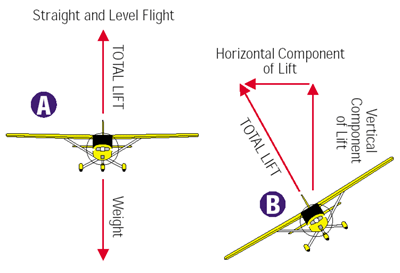 Straight and Level Flight
TOTAL LIFT
A
Weight
Horizontal Component
of Lift
Vertical
Component
of Lift
TOTAL LIFT
B